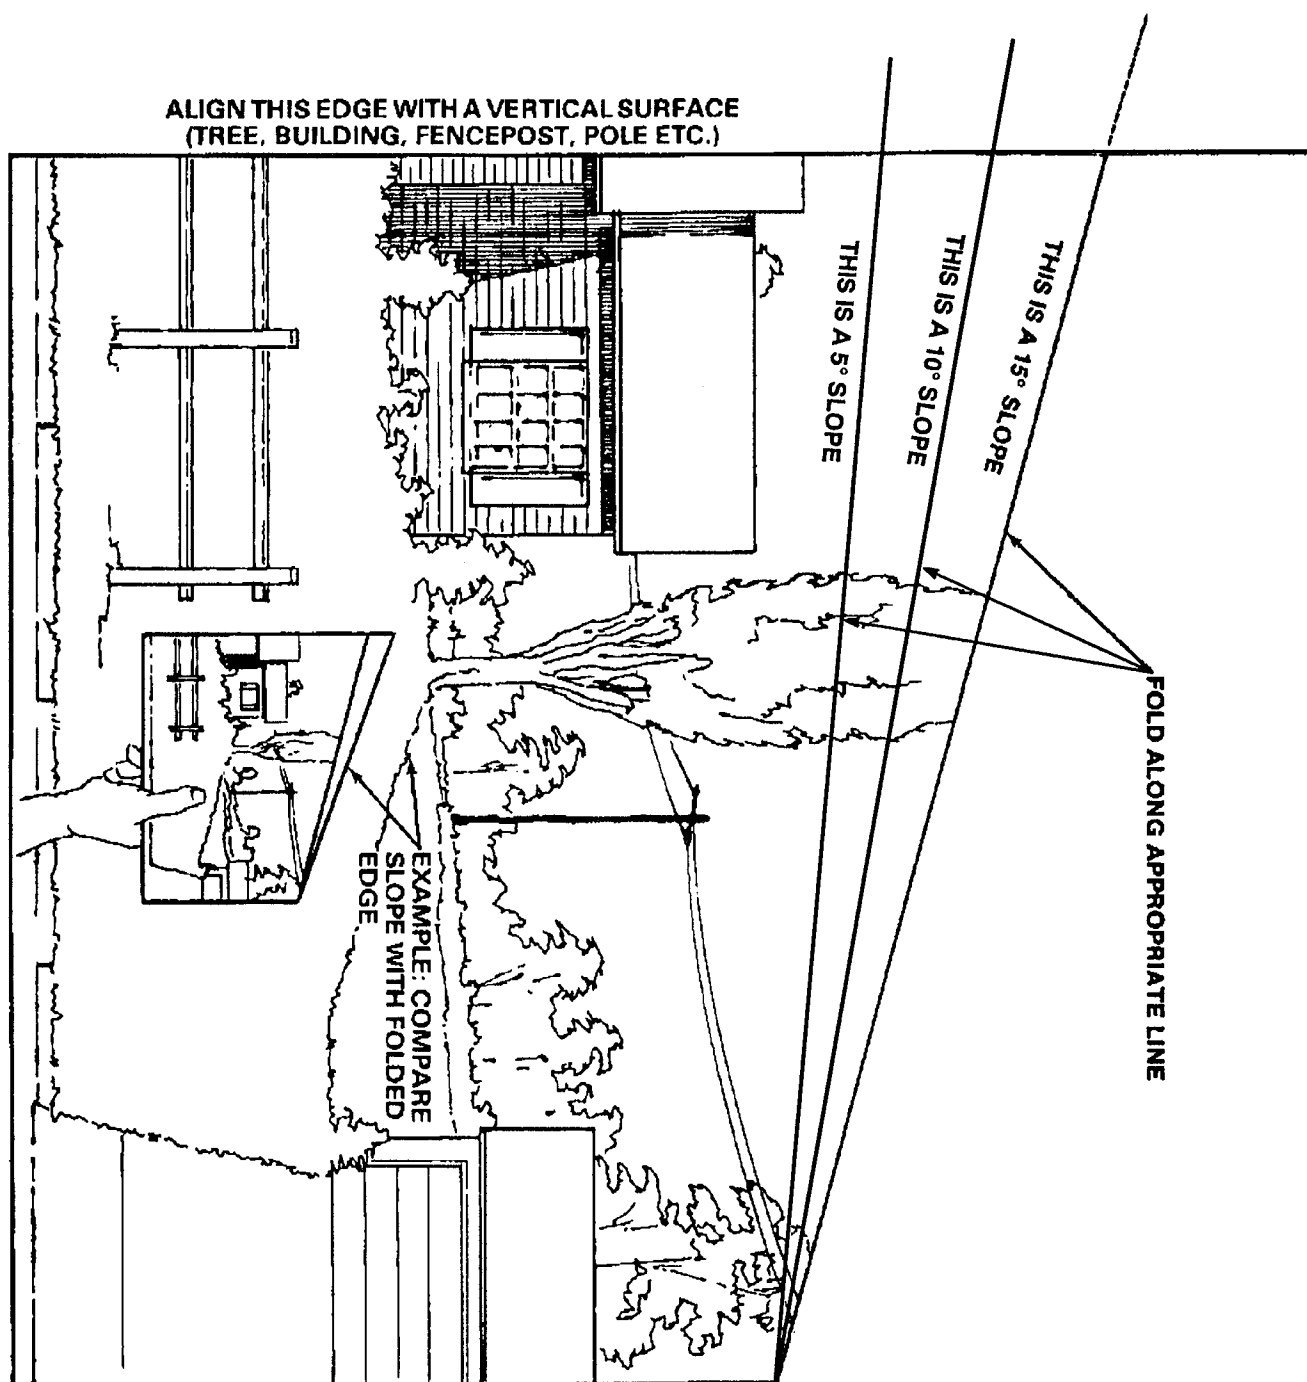 ALIGN THIS EDGE WITH A VERTICAL SURFACE
(TREE, BUILDING, FENCEPOST, POLE ETC.)
THIS IS A 5° SLOPE
THIS IS A 10° SLOPE
THIS IS A 15° SLOPE
FOLD ALONG APPROPRIATE LINE
EXAMPLE: COMPARE
SLOPE WITH FOLDED
EDGE